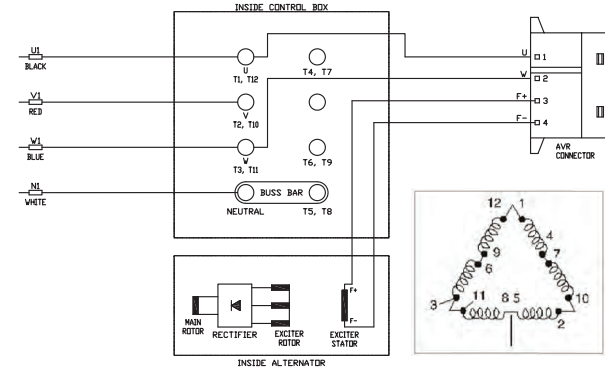 INSIDE CONTROL BOX
U1
BLACK
U
T1, T12
T4, T7
U
1
W
2
V1
RED
V
T2, T10
F+
3
F-
4
W1
BLUE
W
T3, T11
T6, T9
AVR
CONNECTOR
N1
WHITE
BUSS BAR
NEUTRAL
T5, T8
12
1
4
9
7
6
3
11
8 5
10
2
F+
F-
MAIN
ROTOR
RECTIFIER
EXCITER
ROTOR
EXCITER
STATOR
INSIDE ALTERNATOR